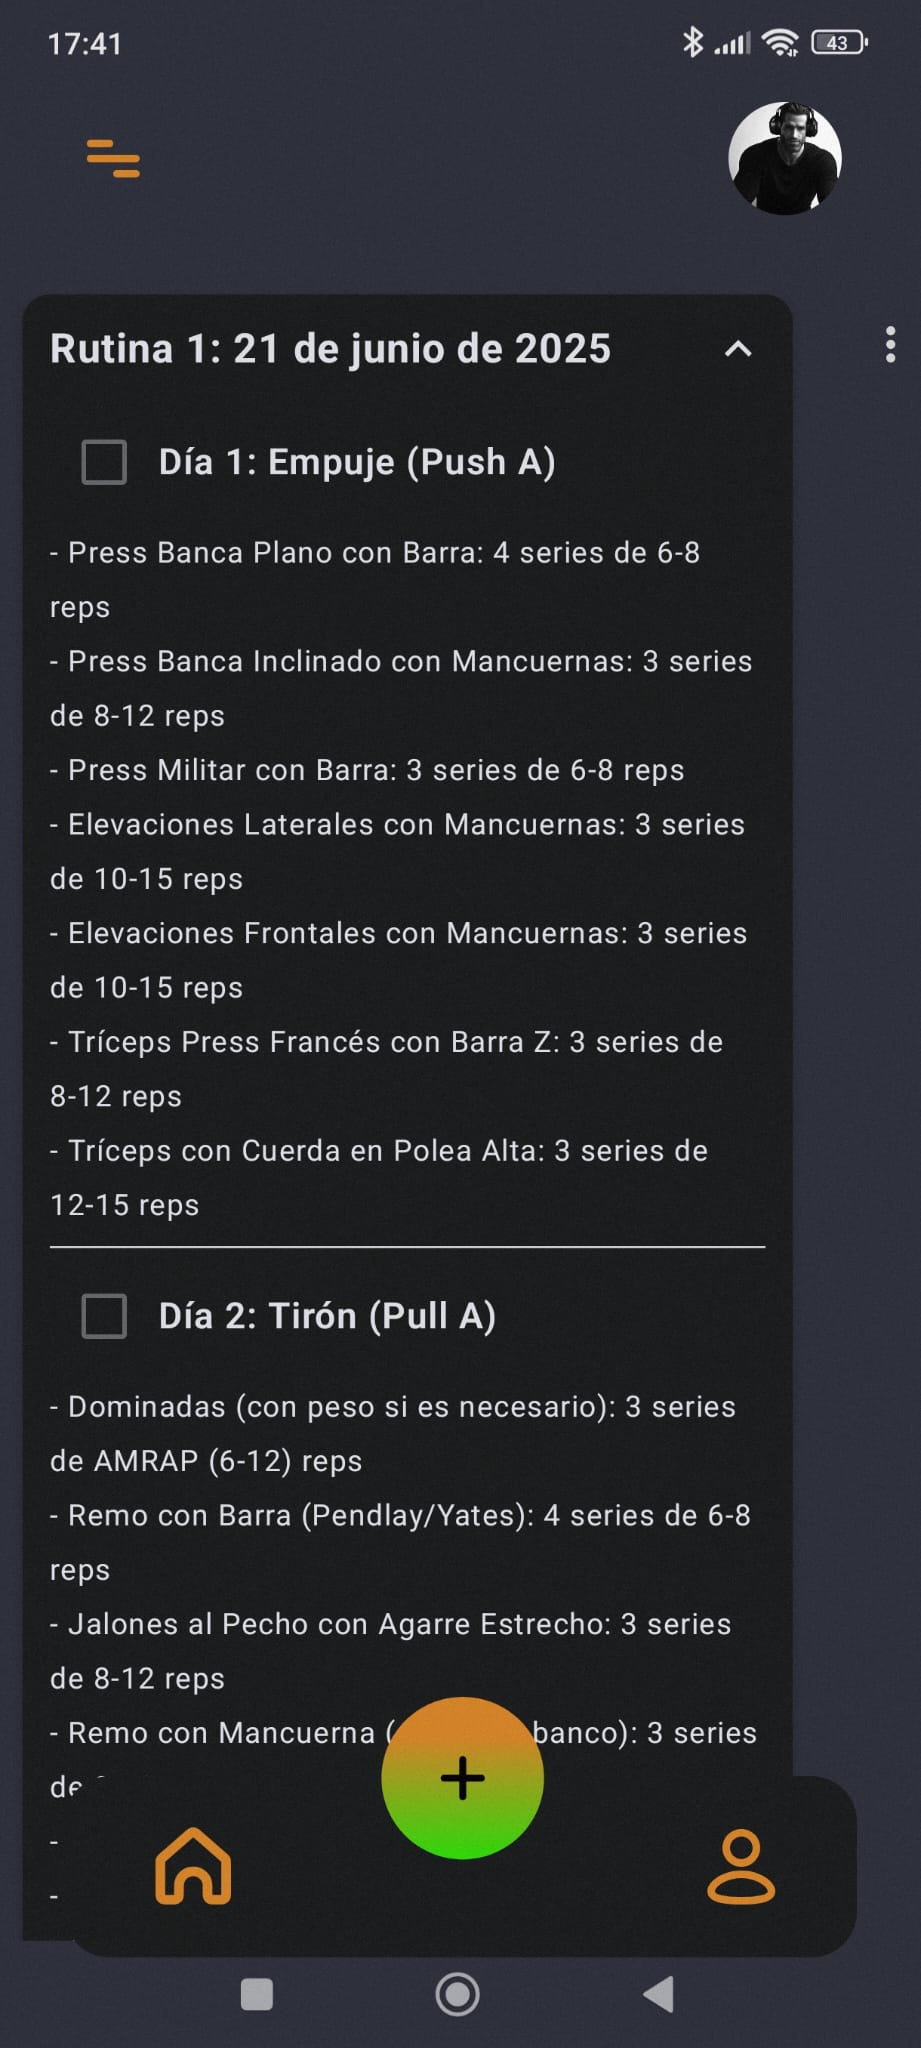 17:41
43
Rutina 1: 21 de junio de 2025
Día 1: Empuje (Push A)
- Press Banca Plano con Barra: 4 series de 6-8
reps
- Press Banca Inclinado con Mancuernas: 3 series
de 8-12 reps
- Press Militar con Barra: 3 series de 6-8 reps
- Elevaciones Laterales con Mancuernas: 3 series
de 10-15 reps
- Elevaciones Frontales con Mancuernas: 3 series
de 10-15 reps
- Tríceps Press Francés con Barra Z: 3 series de
8-12 reps
- Tríceps con Cuerda en Polea Alta: 3 series de
12-15 reps
Día 2: Tirón (Pull A)
- Dominadas (con peso si es necesario): 3 series
de AMRAP (6-12) reps
- Remo con Barra (Pendlay/Yates): 4 series de 6-8
reps
- Jalones al Pecho con Agarre Estrecho: 3 series
de 8-12 reps
- Remo con Mancuerna ( banco): 3 series
de
-
-